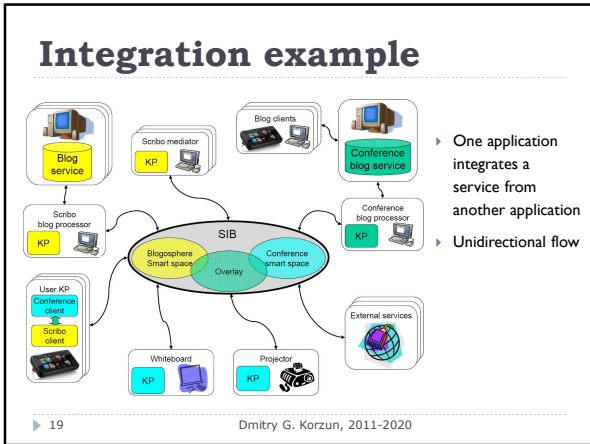 Integration example
Blog
service
Scribo mediator
KP
Blog clients
Conference
blog service
Scribo
blog processor
KP
Conference
blog processor
KP
SIB
Blogosphere
Smart space
Overlay
Conference
smart space
User KP
Conference
client
Scribo
client
Whiteboard
KP
Projector
KP
External services
One application
integrates a
service from
another application
Unidirectional flow
19
Dmitry G. Korzun, 2011-2020